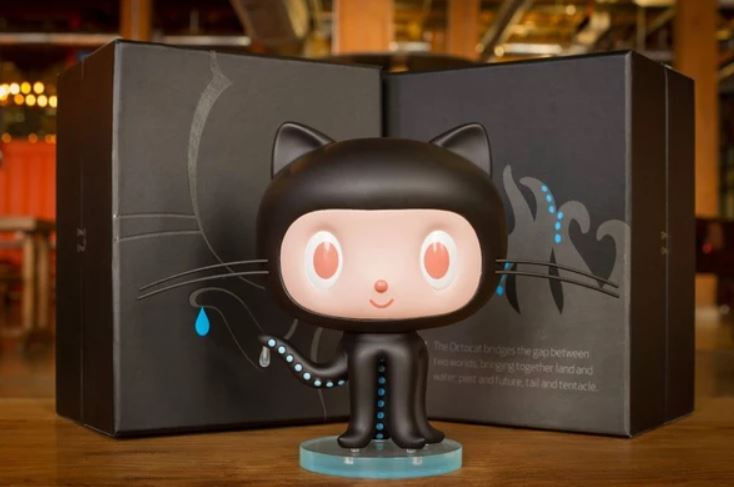 The Octocat bridges the gap between
two worlds, bringing together land and
water, past and future, tail and tentacle.